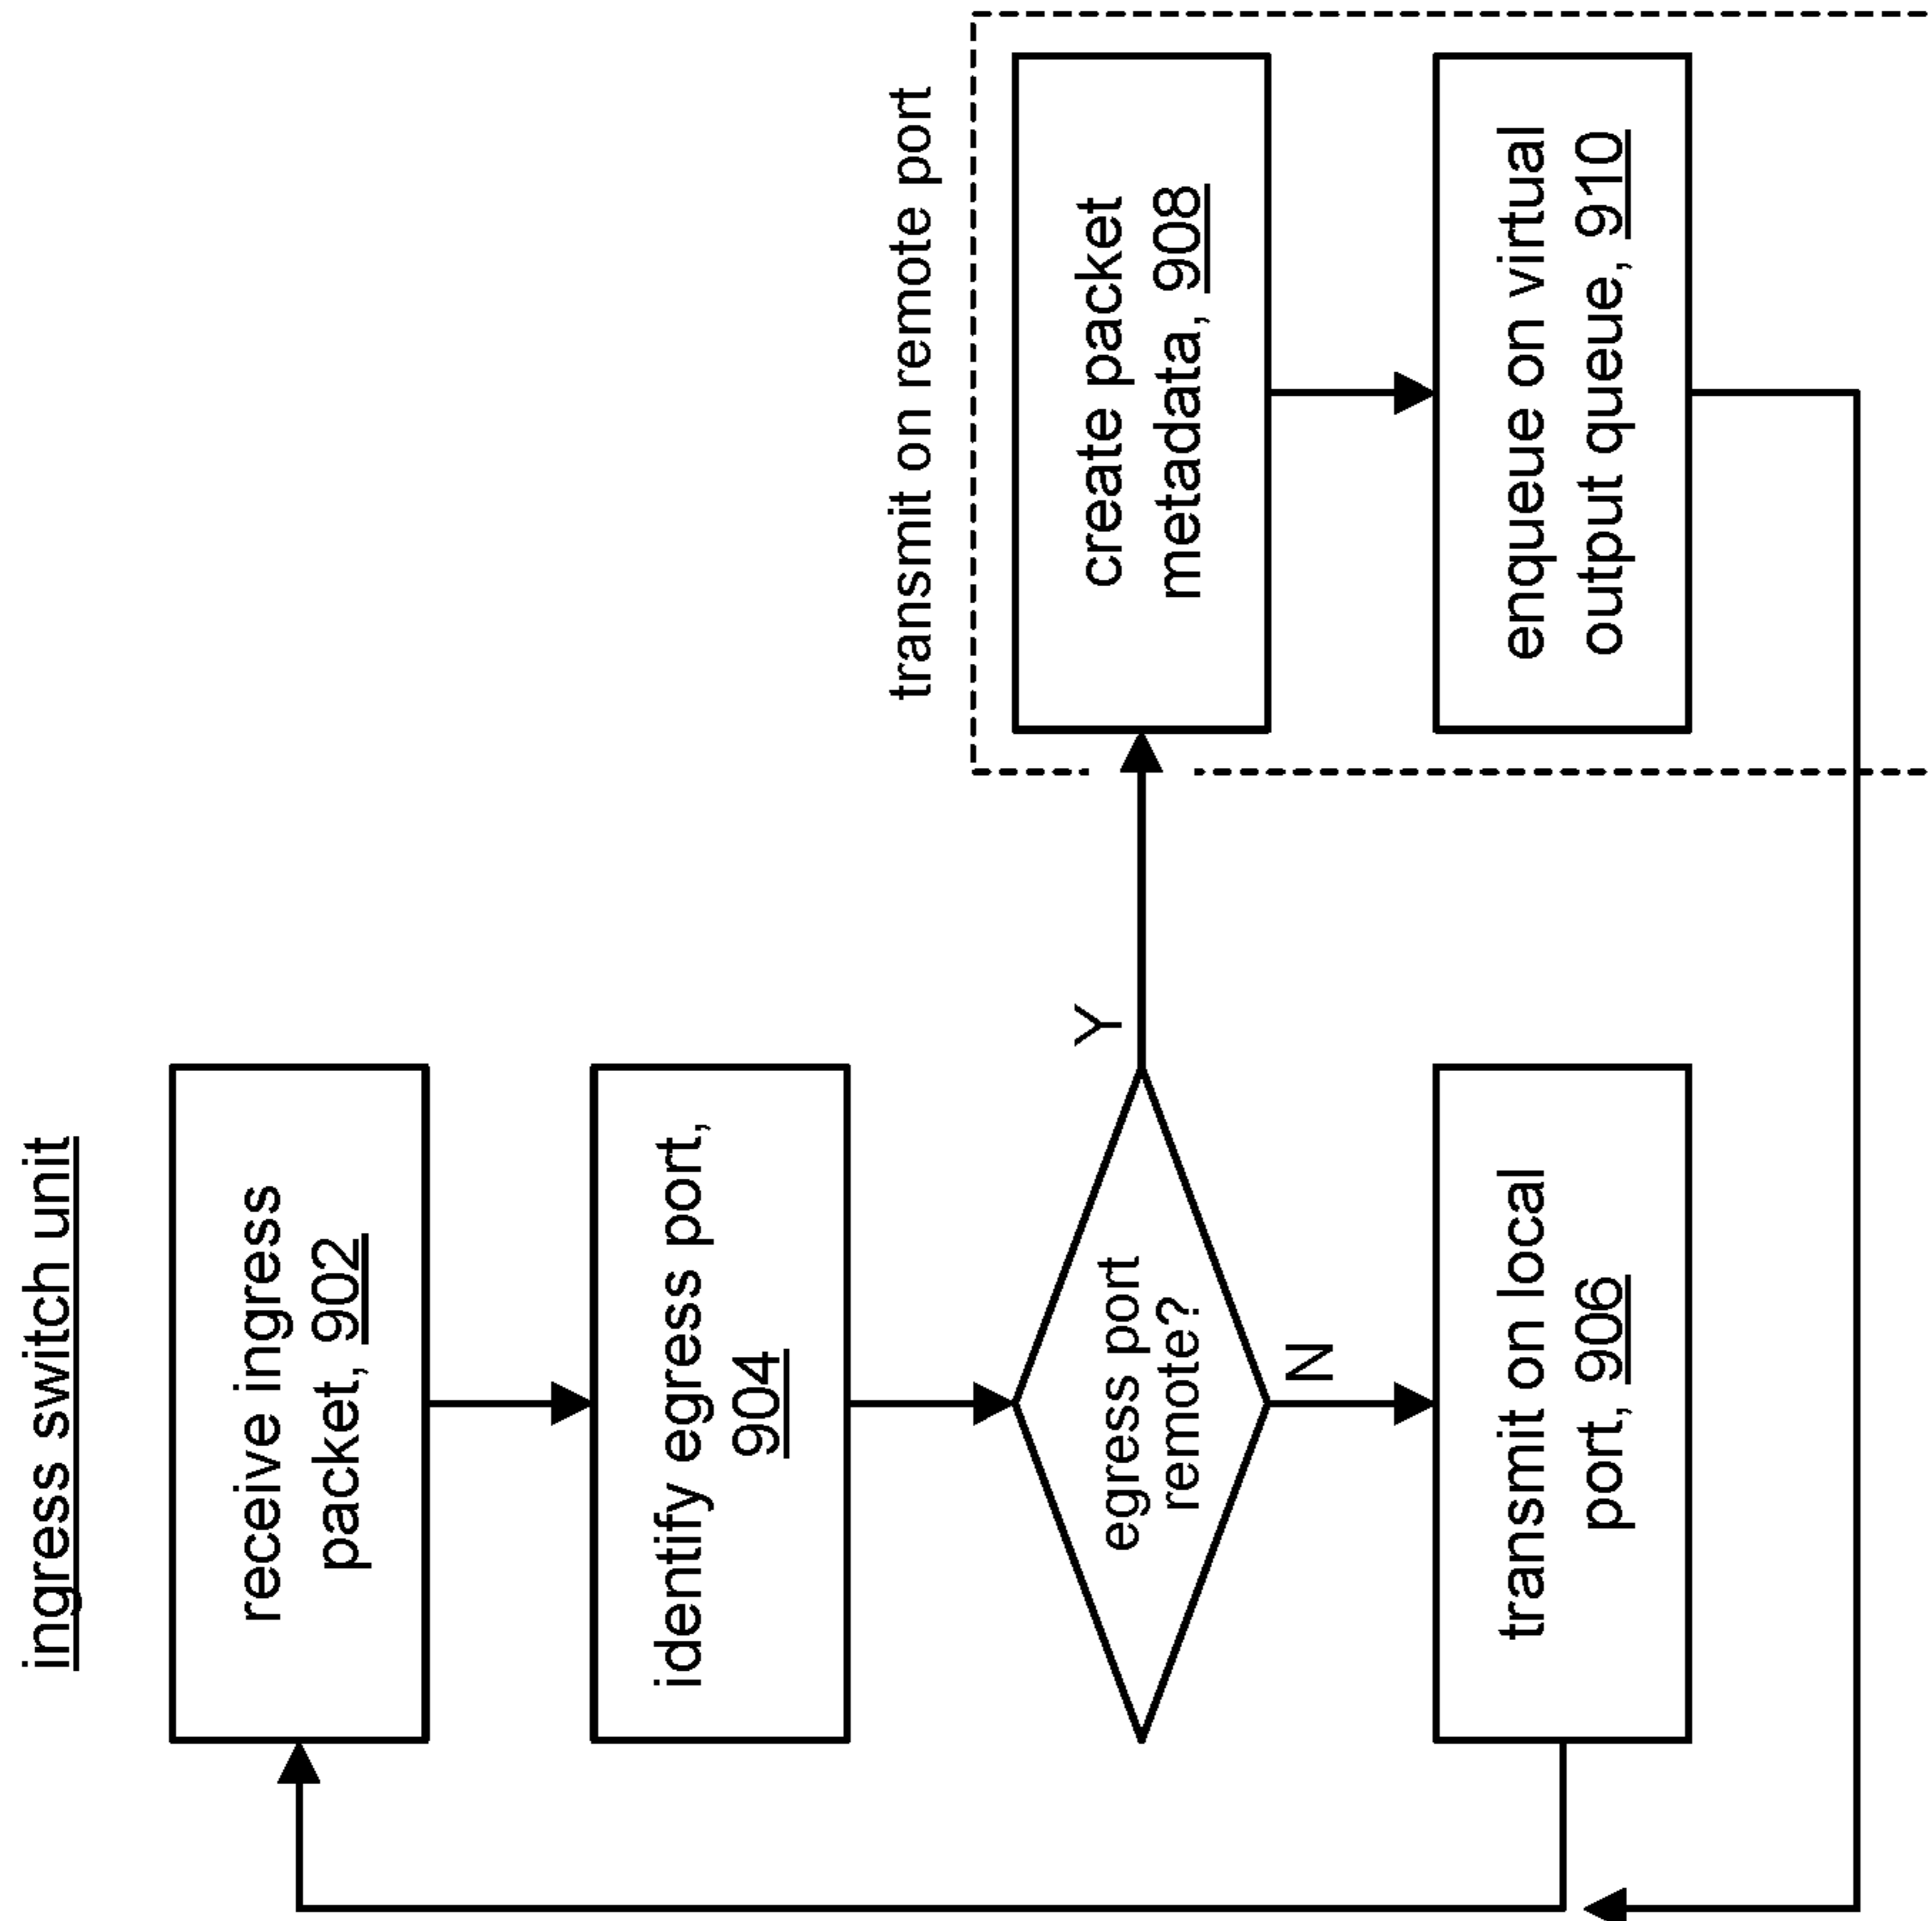 ingress switch unit
receive ingress
packet, 902
identify egress port,
904
egress port
remote?
Y
N
transmit on local
port, 906
transmit on remote port
create packet
metadata, 908
enqueue on virtual
output queue, 910